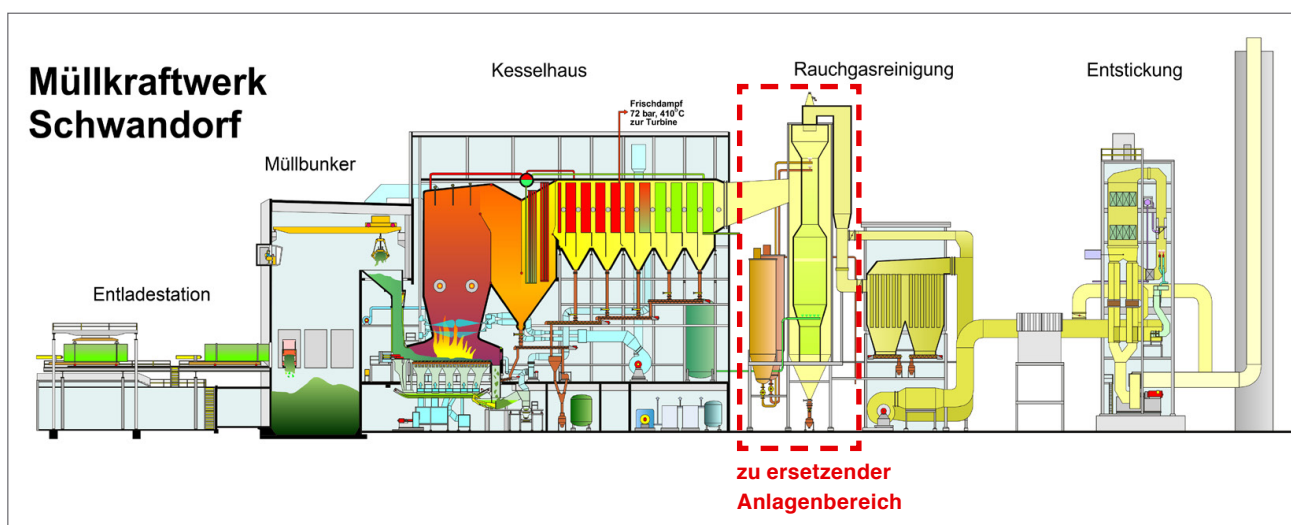 Müllkraftwerk
Schwandorf
Kesselhaus
Rauchgasreinigung
Entstickung
Frischdampf
72 bar, 410°C
zur Turbine
Müllbunker
Entladestation
zu ersetzender
Anlagenbereich